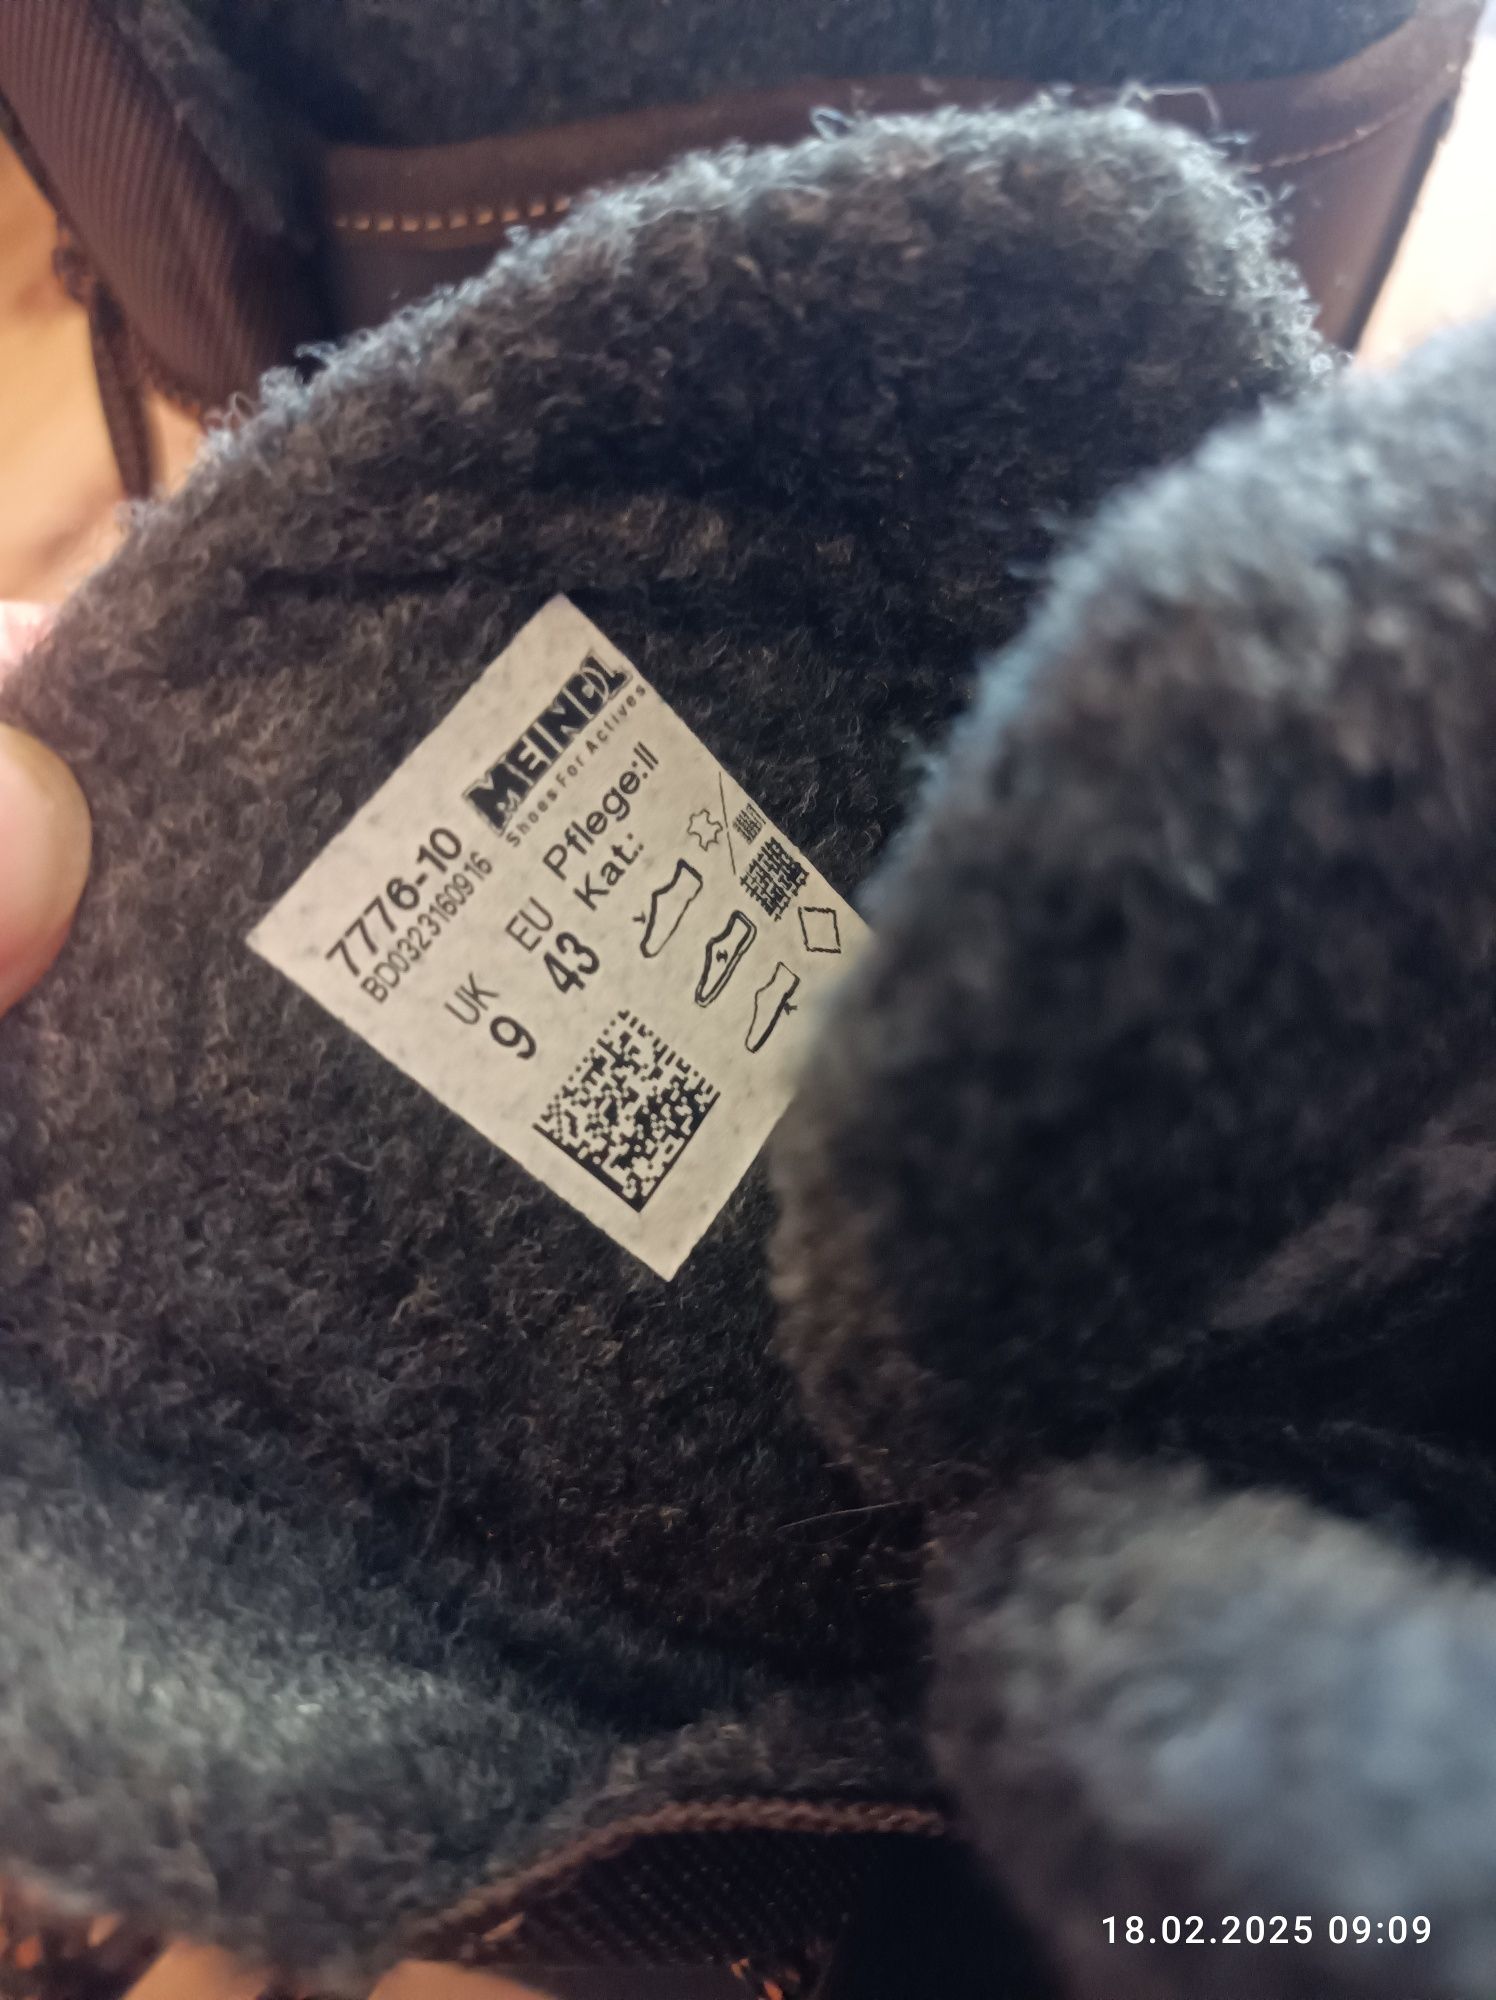 MEINDL
Shoes For Actives
7776-10
BD0323160916
Pflege:II
UK
EU
Kat.:
9
43
18.02.2025 09:09